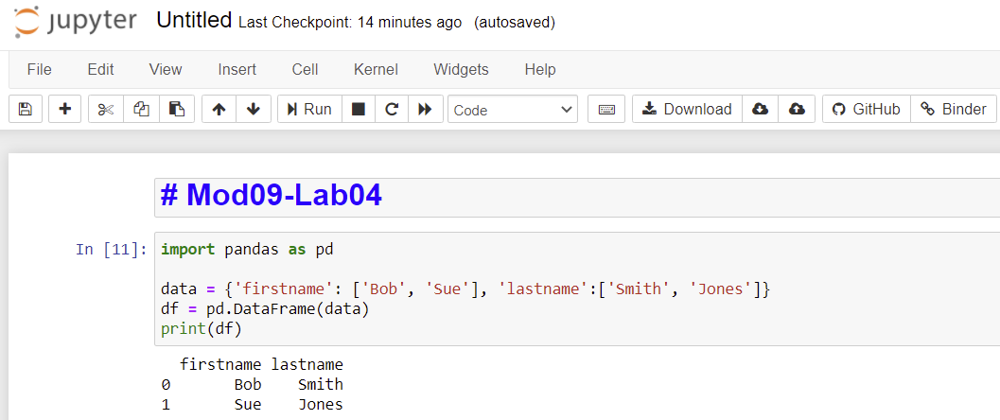 jupyter Untitled Last Checkpoint: 14 minutes ago (autosaved)
File Edit View Insert Cell Kernel Widgets Help
Run Code Download GitHub Binder
# Mod09-Lab04
In [11]: import pandas as pd
data = {'firstname': ['Bob', 'Sue'], 'lastname':['Smith', 'Jones']}
df = pd.DataFrame(data)
print(df)
firstname lastname
0 Bob Smith
1 Sue Jones